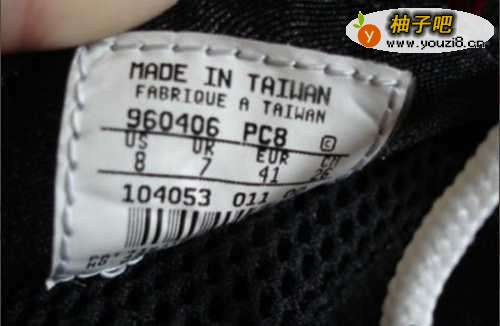 柚子吧
www.youzi8.cn
MADE IN TAIWAN
FABRIQUE A TAIWAN
960406 PC8 ©
US UK EUR CM
8 7 41 26
104053 011